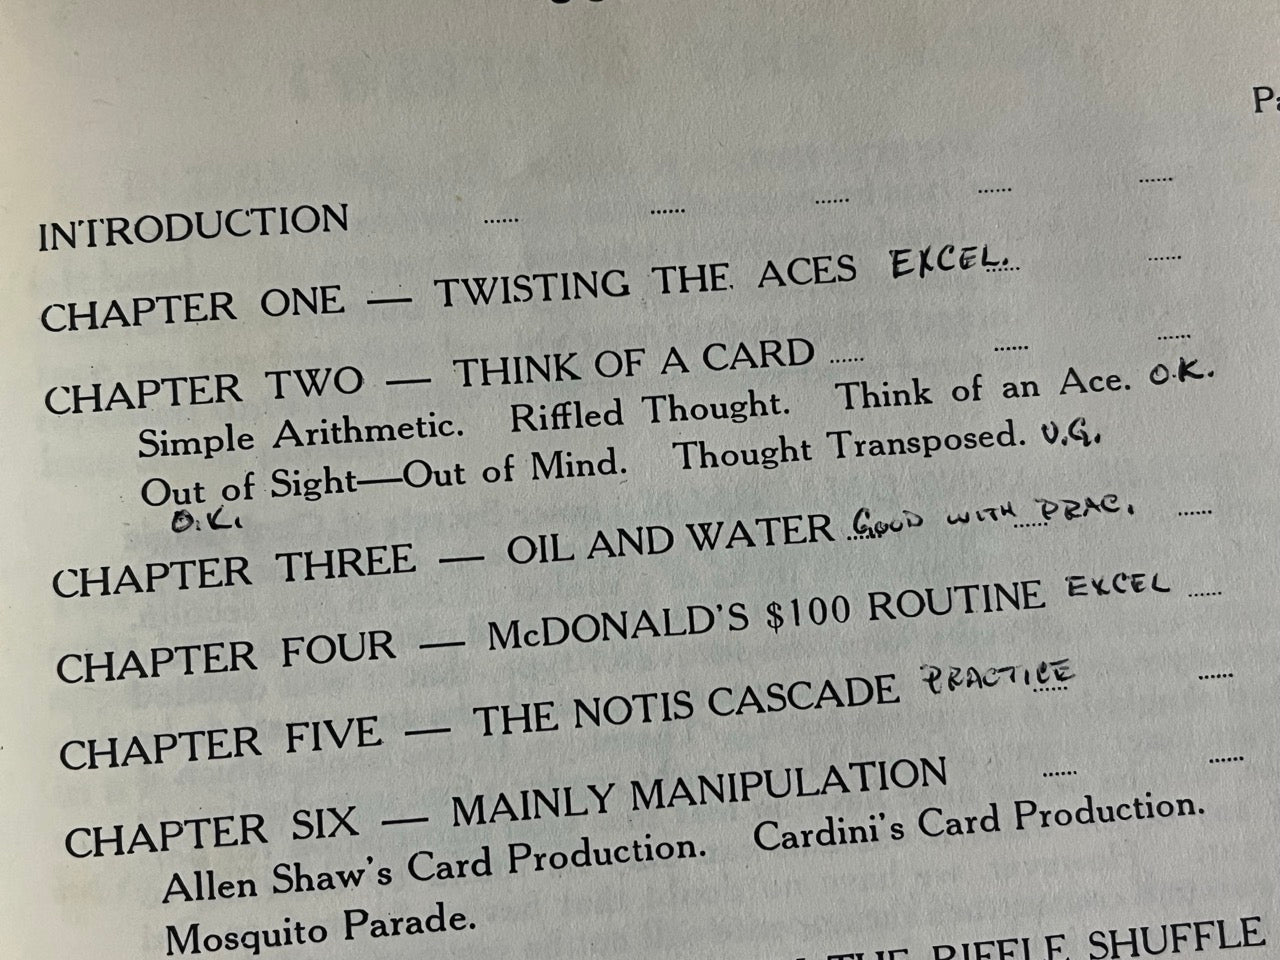 INTRODUCTION ...... ...... ...... ...... ......
CHAPTER ONE — TWISTING THE ACES EXCEL. ...... ......
CHAPTER TWO — THINK OF A CARD ...... ...... ......
Simple Arithmetic. Riffled Thought. Think of an Ace. O.K.
Out of Sight—Out of Mind. Thought Transposed. V.G.
O.K.
CHAPTER THREE — OIL AND WATER GOOD WITH PRAC. ......
CHAPTER FOUR — McDONALD'S $100 ROUTINE EXCEL ......
CHAPTER FIVE — THE NOTIS CASCADE PRACTICE ...... ......
CHAPTER SIX — MAINLY MANIPULATION ...... ......
Allen Shaw's Card Production. Cardini's Card Production.
Mosquito Parade.
THE RIFFLE SHUFFLE